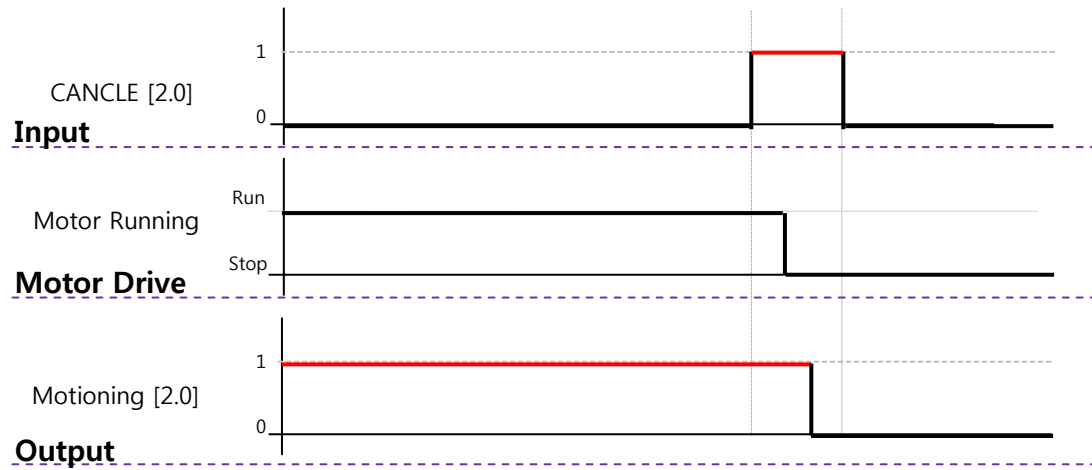 1
CANCLE [2.0]
0
Input
Run
Motor Running
Stop
Motor Drive
1
Motioning [2.0]
0
Output